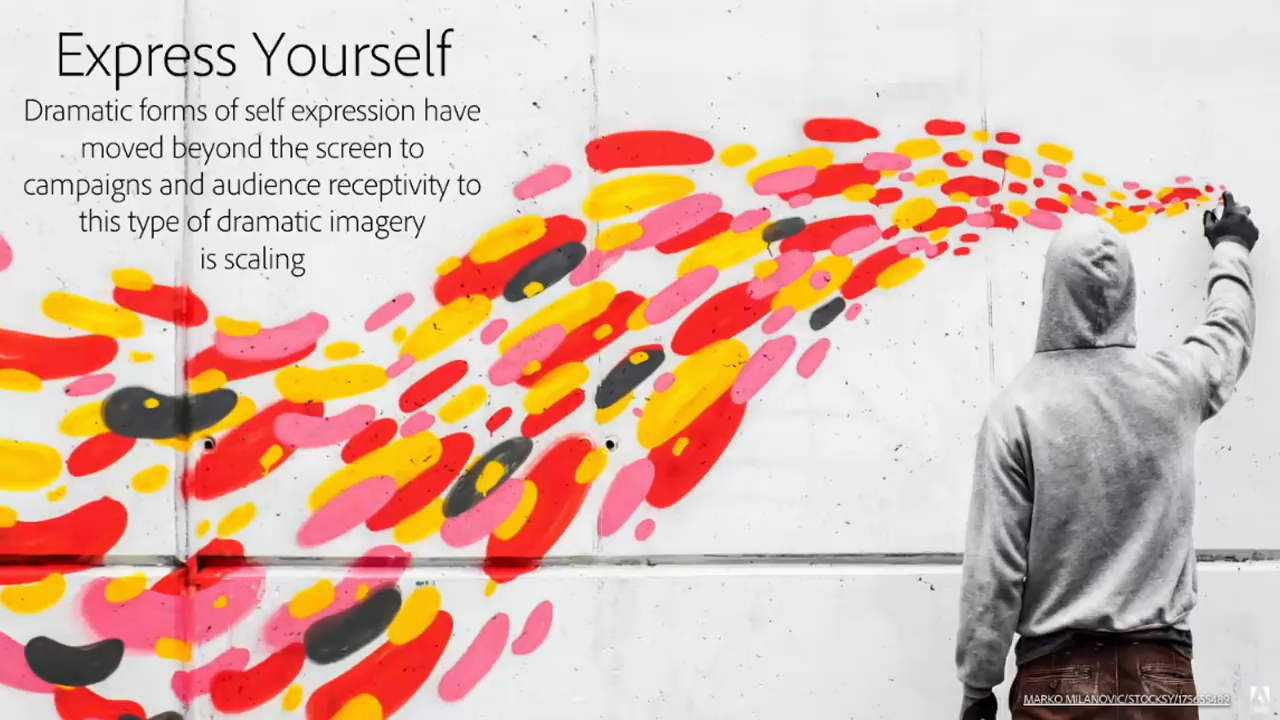 Express Yourself
Dramatic forms of self expression have
moved beyond the screen to
campaigns and audience receptivity to
this type of dramatic imagery
is scaling
MARKO MILANOVIC/STOCKSY/175655489